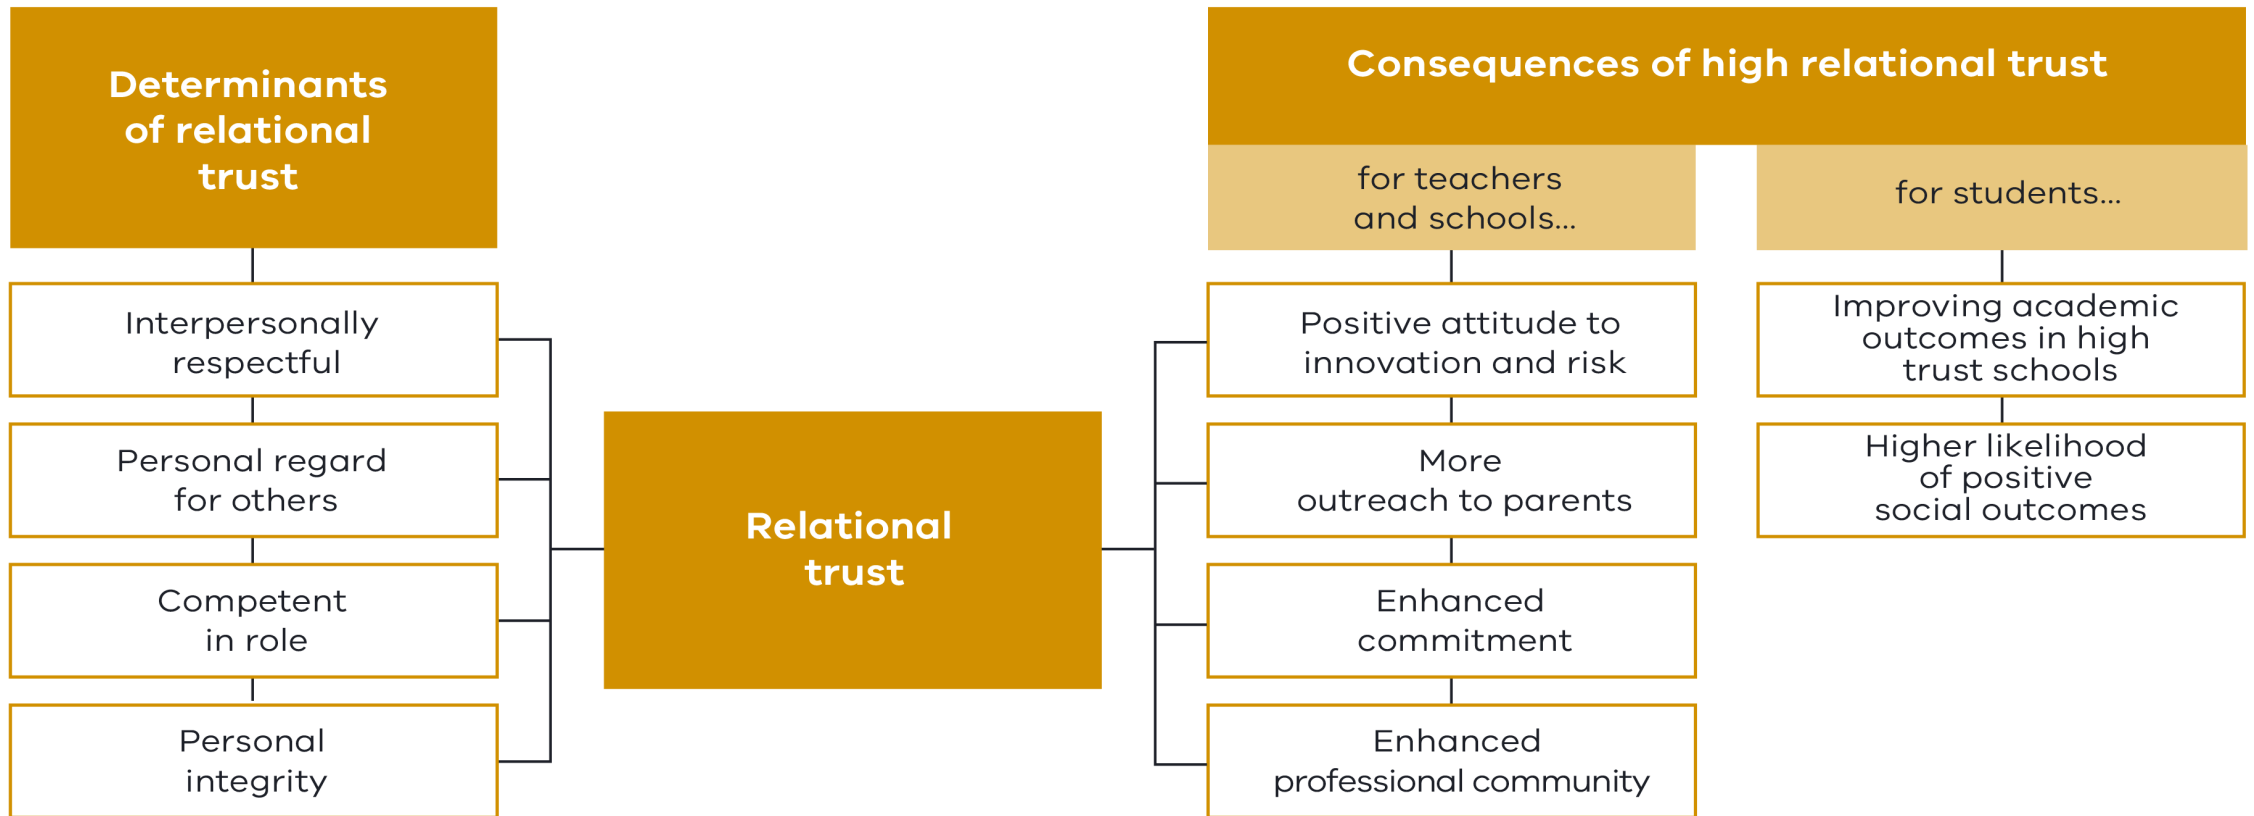 Determinants
of relational
trust
Interpersonally
respectful
Personal regard
for others
Competent
in role
Personal
integrity
Relational
trust
Consequences of high relational trust
for teachers
and schools...
Positive attitude to
innovation and risk
More
outreach to parents
Enhanced
commitment
Enhanced
professional community
for students...
Improving academic
outcomes in high
trust schools
Higher likelihood
of positive
social outcomes